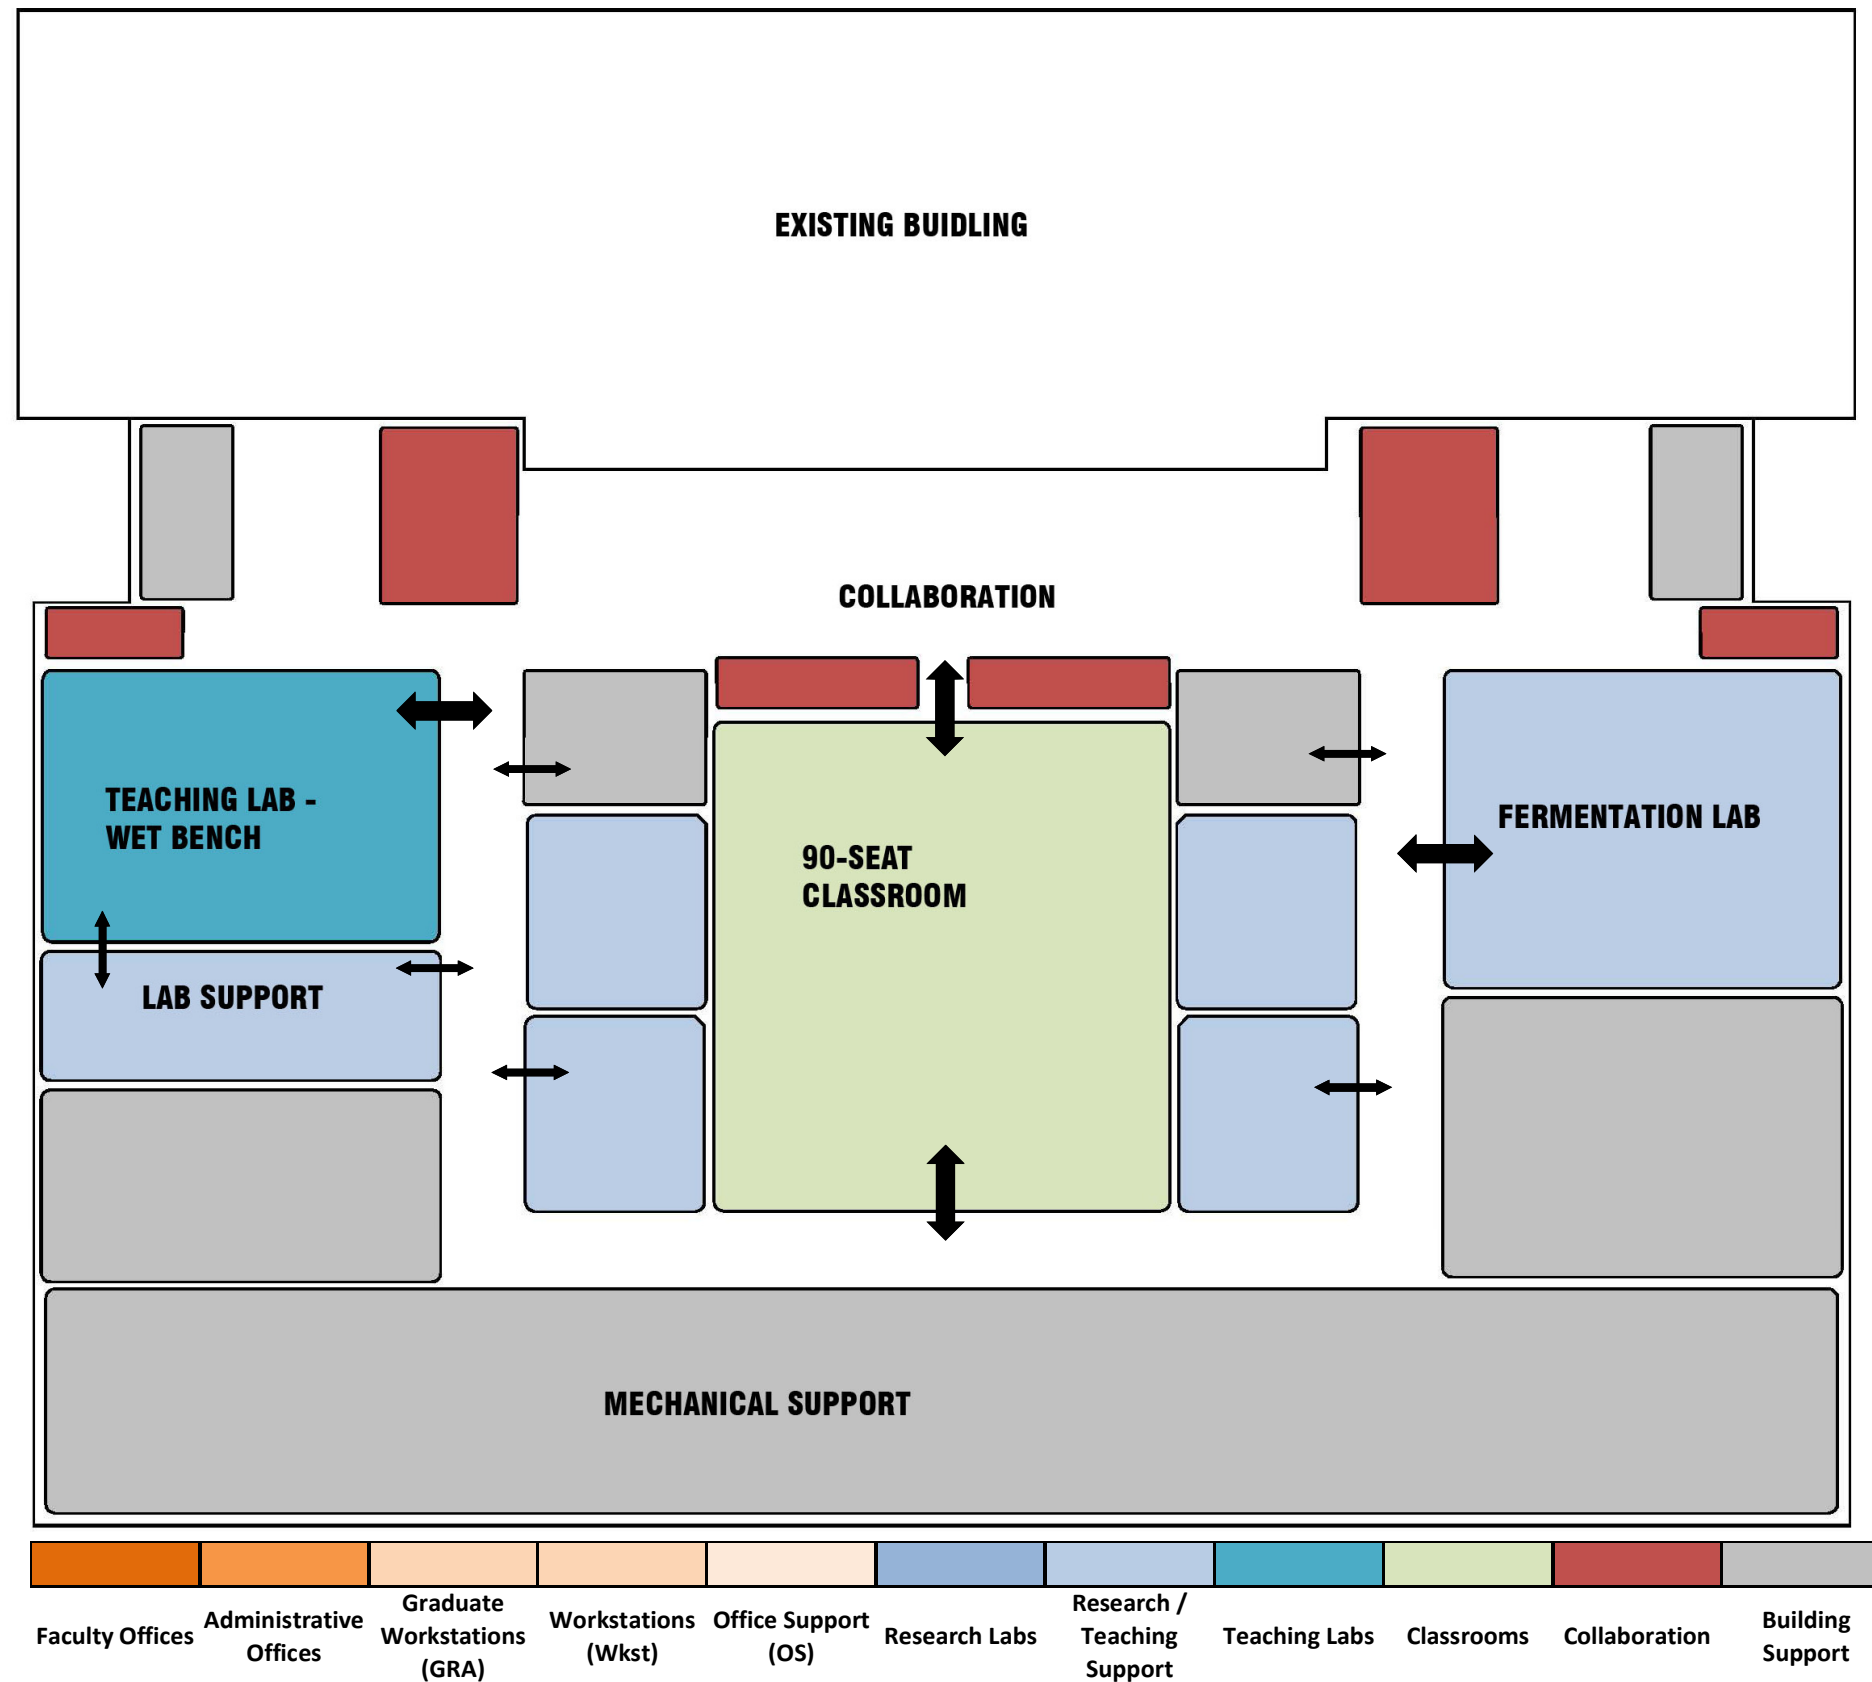 EXISTING BUIDLING
COLLABORATION
TEACHING LAB -
WET BENCH
FERMENTATION LAB
90-SEAT
CLASSROOM
LAB SUPPORT
MECHANICAL SUPPORT
Faculty Offices
Administrative
Offices
Graduate
Workstations
(GRA)
Workstations
(Wkst)
Office Support
(OS)
Research Labs
Research /
Teaching
Support
Teaching Labs
Classrooms
Collaboration
Building
Support